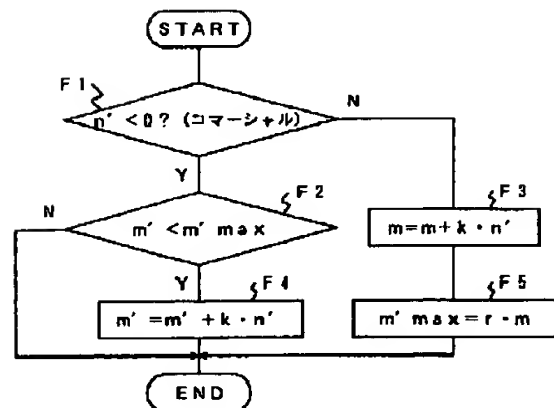 START
F1
n' <0? (コマーシャル)
N
Y
F2
N
m' <m' max
F3
m=m+k・n'
Y
F4
F5
m' =m' +k・n'
m' max=r・m
END